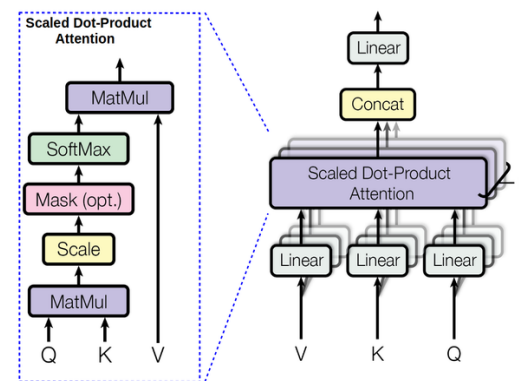 Scaled Dot-Product
Attention
MatMul
SoftMax
Mask (opt.)
Scale
MatMul
Q K V
Linear
Concat
Scaled Dot-Product
Attention
Linear Linear Linear
V K Q